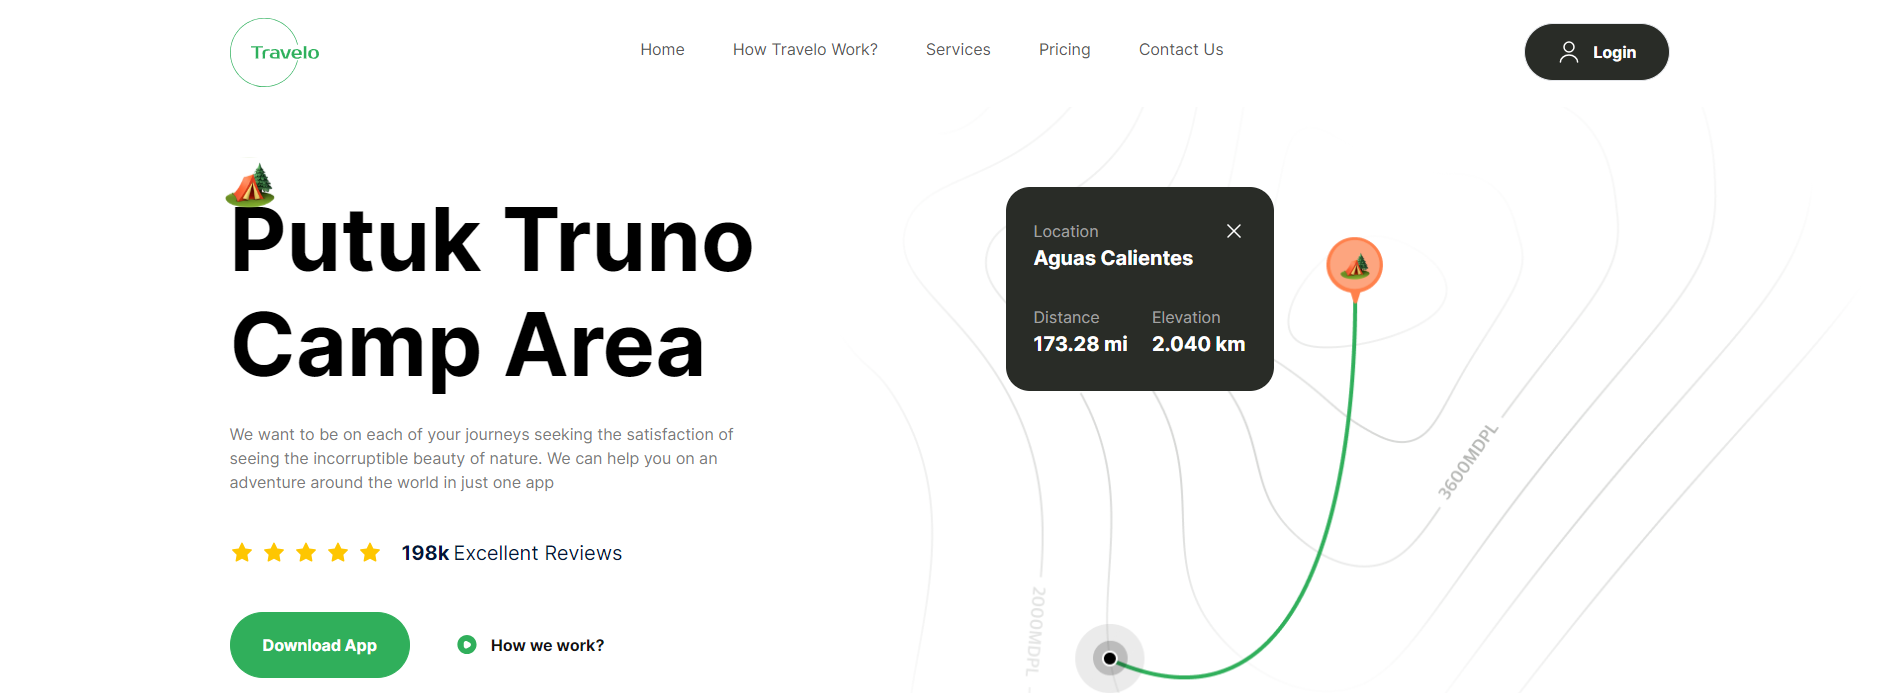 Travelo
Home
How Travelo Work?
Services
Pricing
Contact Us
Login
Putuk Truno
Camp Area
We want to be on each of your journeys seeking the satisfaction of
seeing the incorruptible beauty of nature. We can help you on an
adventure around the world in just one app
198k Excellent Reviews
Download App
How we work?
Location
Aguas Calientes
Distance
Elevation
173.28 mi
2.040 km
3600MDPL
2000MDPL